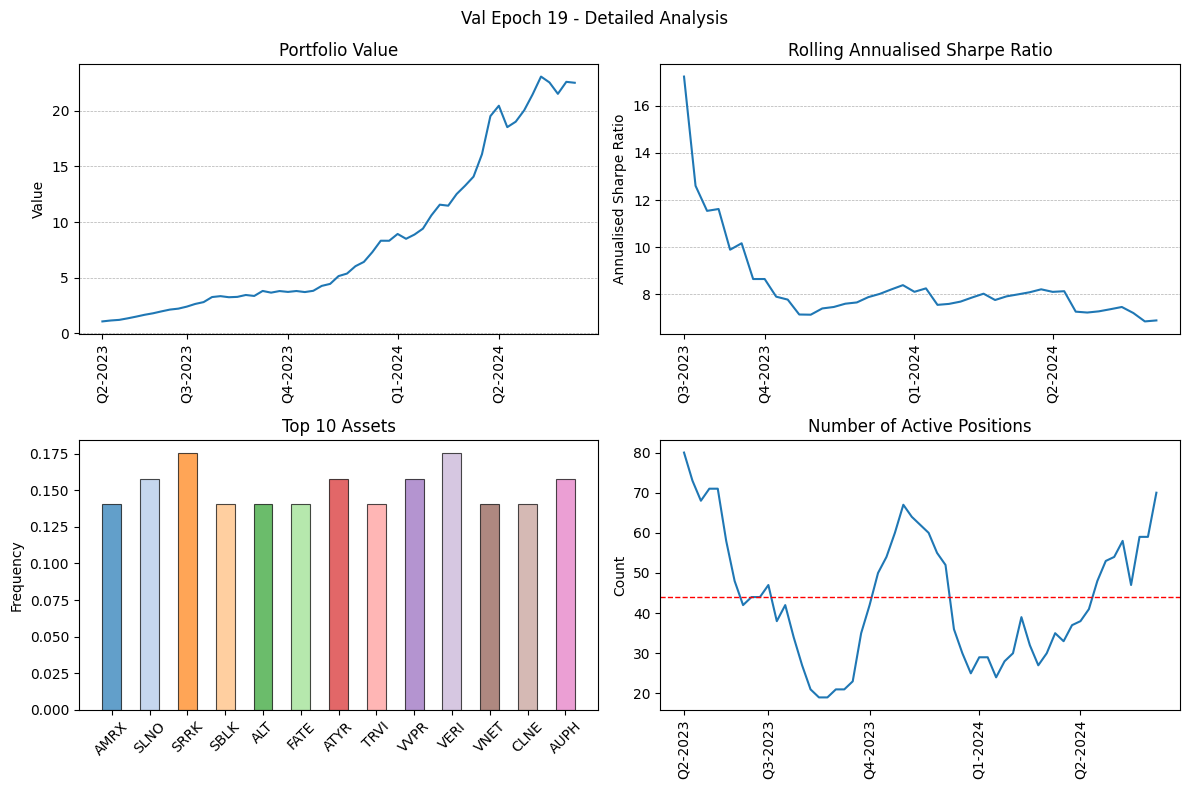 Val Epoch 19 - Detailed Analysis
Portfolio Value
Value
20
15
10
5
0
Q2-2023
Q3-2023
Q4-2023
Q1-2024
Q2-2024
Rolling Annualised Sharpe Ratio
Annualised Sharpe Ratio
16
14
12
10
8
Q3-2023
Q4-2023
Q1-2024
Q2-2024
Top 10 Assets
Frequency
0.175
0.150
0.125
0.100
0.075
0.050
0.025
0.000
AMRX
SLNO
SRRK
SBLK
ALT
FATE
ATYR
TRVI
VVPR
VERI
VNET
CLNE
AUPH
Number of Active Positions
Count
80
70
60
50
40
30
20
Q2-2023
Q3-2023
Q4-2023
Q1-2024
Q2-2024